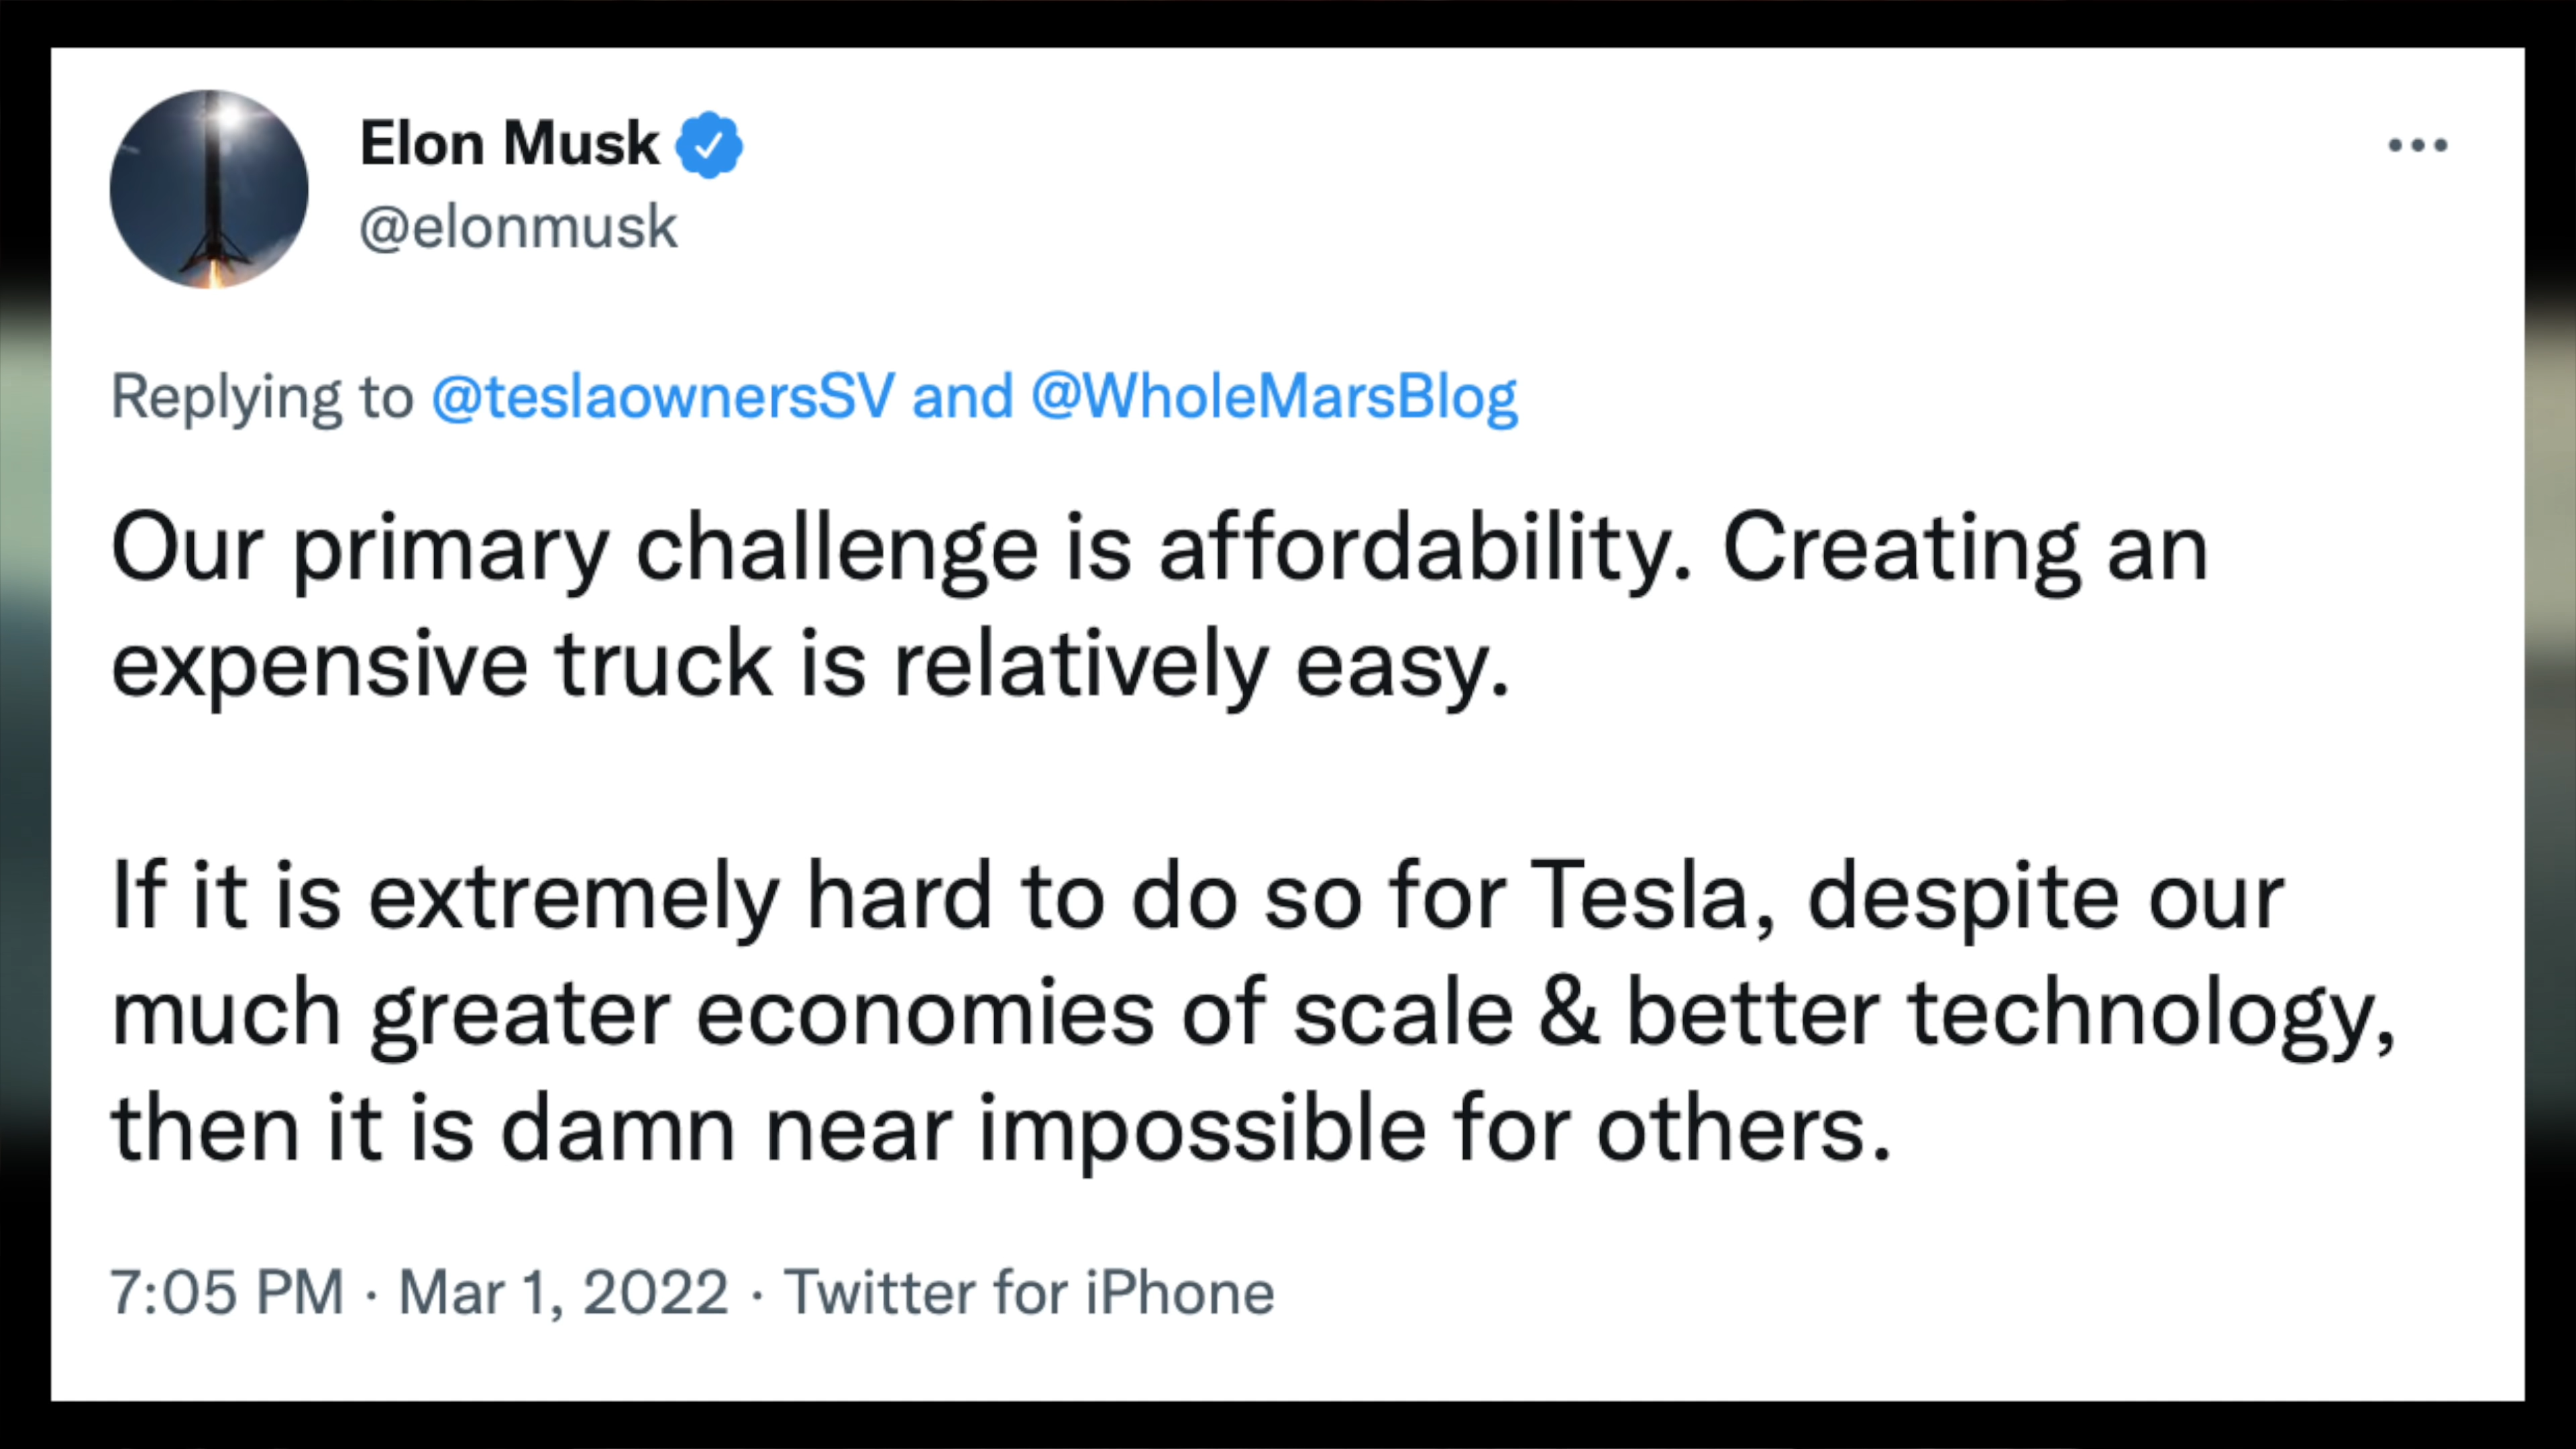 Elon Musk
@elonmusk
Replying to @teslaownersSV and @WholeMarsBlog
Our primary challenge is affordability. Creating an
expensive truck is relatively easy.
If it is extremely hard to do so for Tesla, despite our
much greater economies of scale & better technology,
then it is damn near impossible for others.
7:05 PM · Mar 1, 2022 · Twitter for iPhone